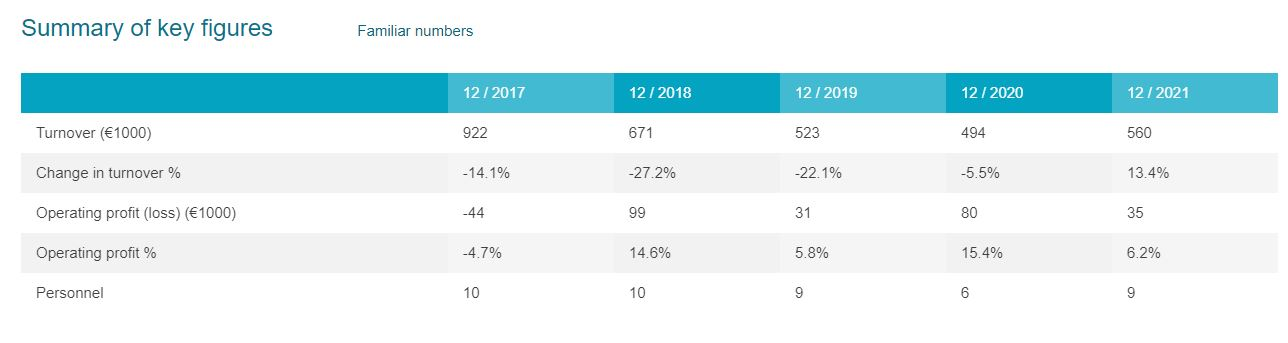 Summary of key figures Familiar numbers
12 / 2017 12 / 2018 12 / 2019 12 / 2020 12 / 2021
Turnover (€1000) 922 671 523 494 560
Change in turnover % -14.1% -27.2% -22.1% -5.5% 13.4%
Operating profit (loss) (€1000) -44 99 31 80 35
Operating profit % -4.7% 14.6% 5.8% 15.4% 6.2%
Personnel 10 10 9 6 9